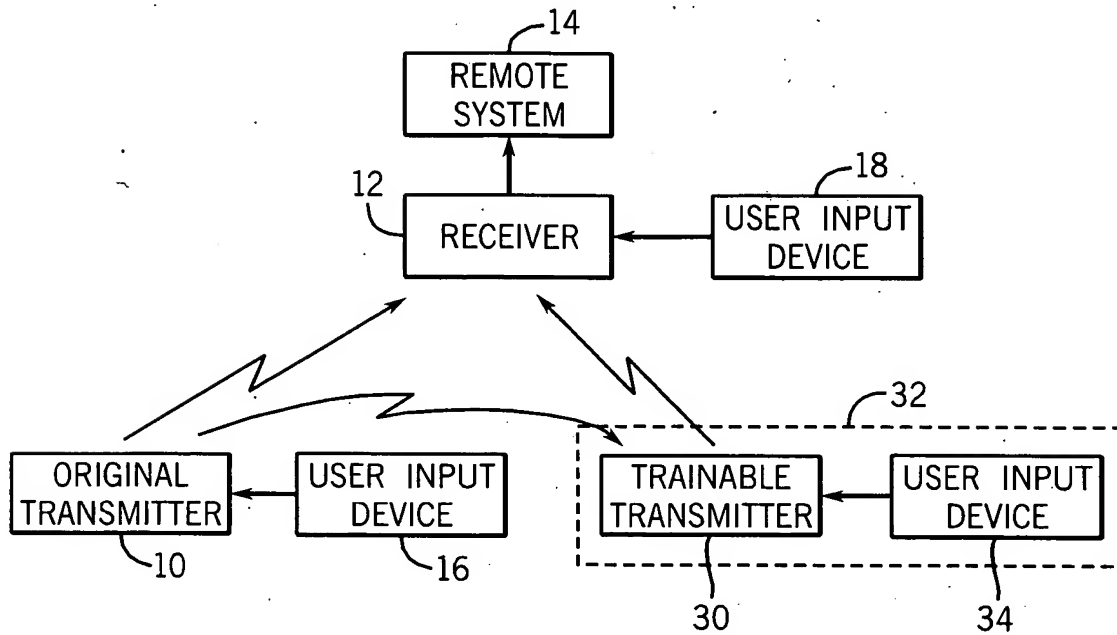 14
REMOTE
SYSTEM
12
RECEIVER
18
USER INPUT
DEVICE
32
ORIGINAL
TRANSMITTER
USER INPUT
DEVICE
TRAINABLE
TRANSMITTER
USER INPUT
DEVICE
10
16
30
34